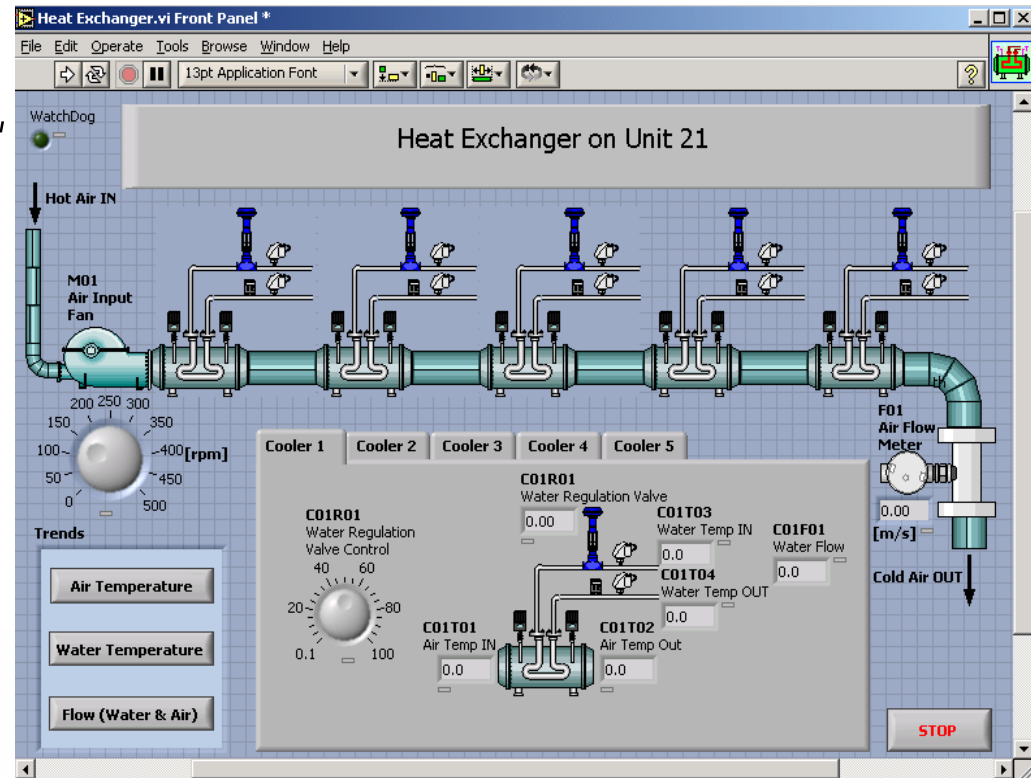 Heat Exchanger.vi Front Panel *
File Edit Operate Tools Browse Window Help
13pt Application Font
?
WatchDog
Heat Exchanger on Unit 21
Hot Air IN
M01
Air Input
Fan
200 250 300
150 350
100 400 [rpm]
50 450
0 500
F01
Air Flow
Meter
0.00
[m/s]
Cold Air OUT
Cooler 1 Cooler 2 Cooler 3 Cooler 4 Cooler 5
C01R01
Water Regulation
Valve Control
40 60
20 80
0.1 100
C01R01
Water Regulation Valve
0.00
C01T03
Water Temp IN
0.0
C01F01
Water Flow
0.0
C01T04
Water Temp OUT
0.0
C01T01
Air Temp IN
0.0
C01T02
Air Temp Out
0.0
Trends
Air Temperature
Water Temperature
Flow (Water & Air)
STOP